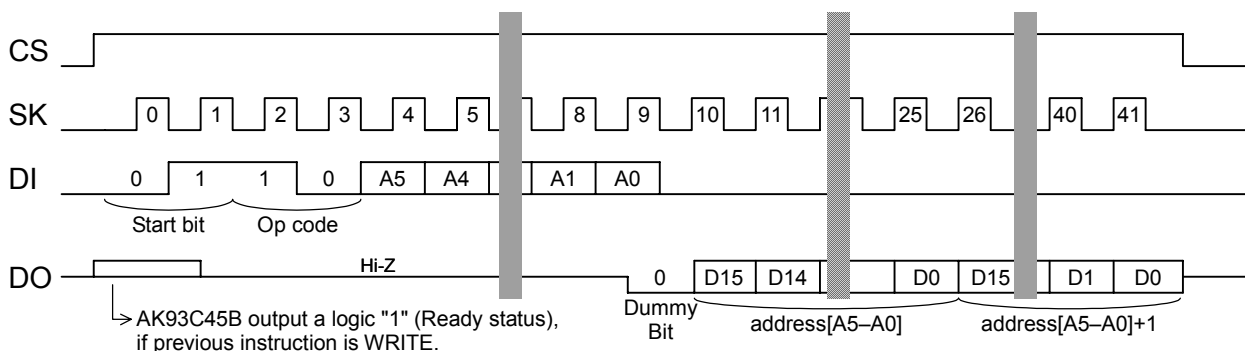 CS
SK 0 1 2 3 4 5 8 9 10 11 25 26 40 41
DI 0 1 1 0 A5 A4 A1 A0
Start bit Op code
DO Hi-Z 0 D15 D14 D0 D15 D1 D0
Dummy
Bit
address[A5–A0] address[A5–A0]+1
AK93C45B output a logic "1" (Ready status),
if previous instruction is WRITE.